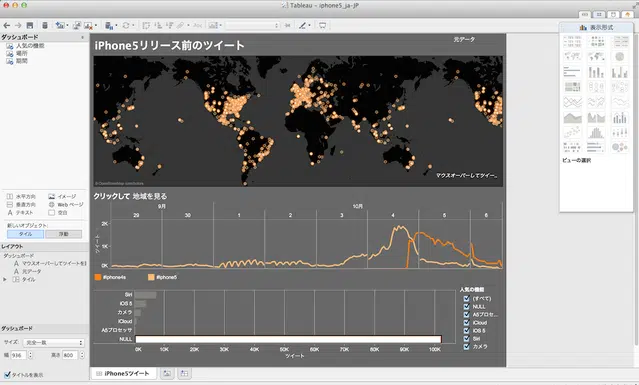 Tableau - iphone5_ja-JP
ダッシュボード
人気の機能
場所
期間
iPhone5リリース前のツイート
元データ
表示形式
ビューの選択
マウスオーバーしてツイー..
クリックして 地域を見る
9月
10月
29
30
1
2
3
4
5
6
2K
1K
0K
ツイート
#iphone4s
#iphone5
水平方向
イメージ
垂直方向
Web ページ
テキスト
空白
新しいオブジェクト:
タイル
浮動
レイアウト
ダッシュボード
マウスオーバーしてツイートを
元データ
タイル
Siri
iOS 5
カメラ
iCloud
A5プロセッサ
NULL
0K
10K
20K
30K
40K
50K
60K
70K
80K
90K
100K
ツイート
人気の機能
(すべて)
NULL
A5プロセ...
iCloud
iOS 5
Siri
カメラ
ダッシュボード
サイズ:
完全一致
幅
936
高さ
800
タイトルを表示
iPhone5ツイート